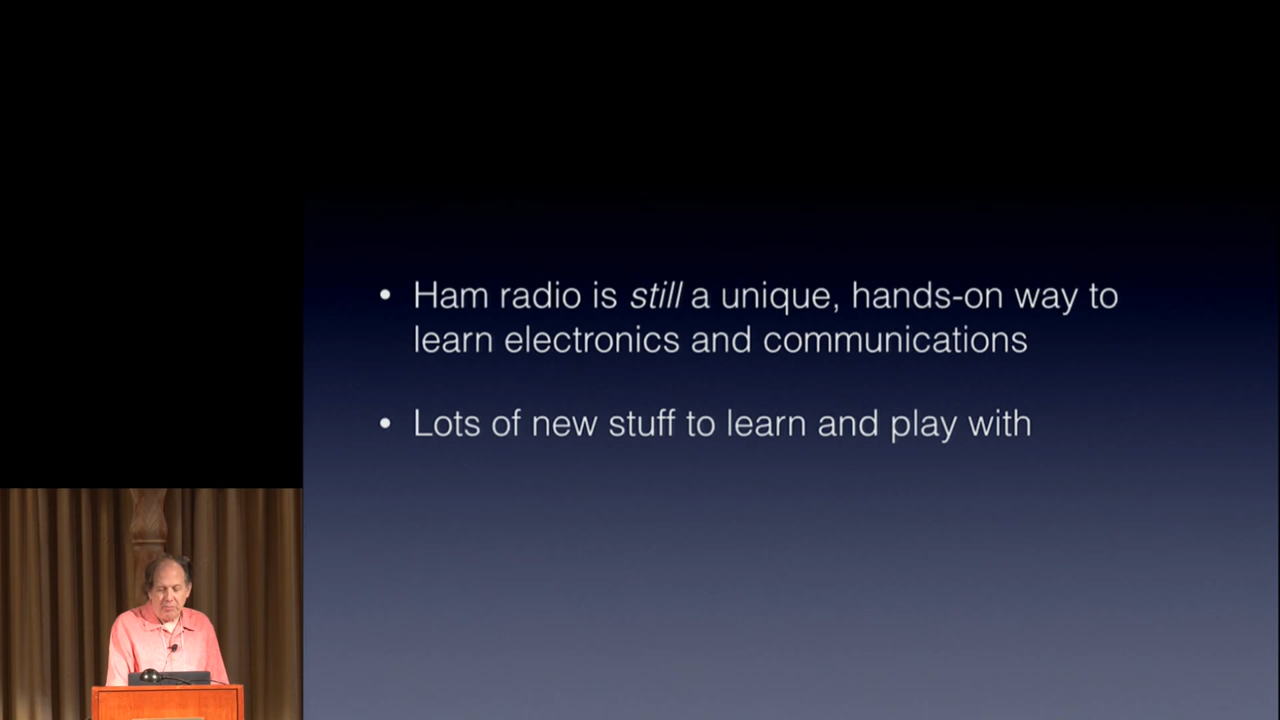 • Ham radio is still a unique, hands-on way to
learn electronics and communications
• Lots of new stuff to learn and play with